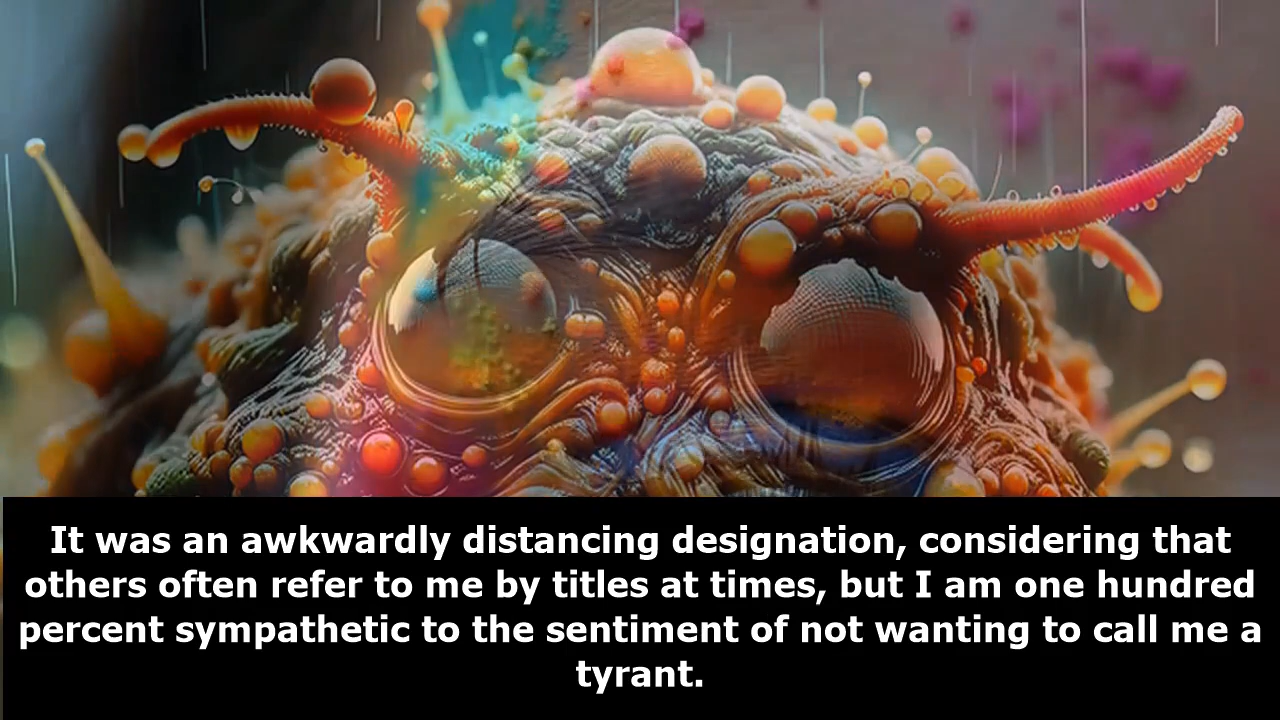 It was an awkwardly distancing designation, considering that
others often refer to me by titles at times, but I am one hundred
percent sympathetic to the sentiment of not wanting to call me a
tyrant.